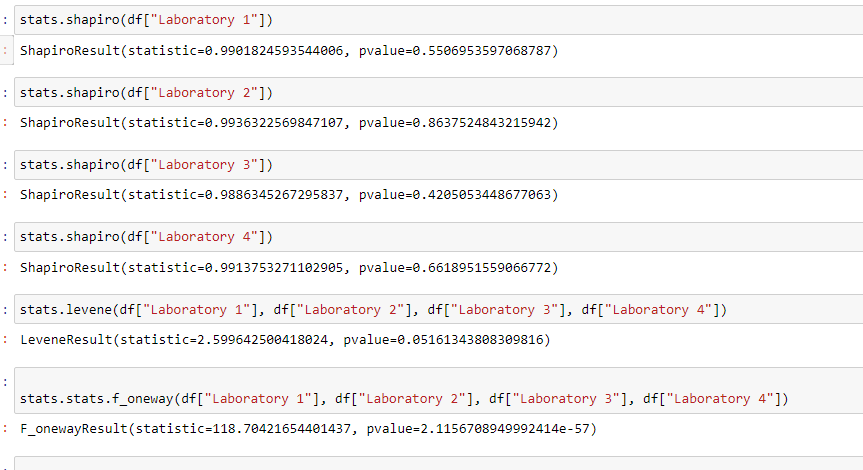 : stats.shapiro(df["Laboratory 1"])
: ShapiroResult(statistic=0.9901824593544006, pvalue=0.5506953597068787)
: stats.shapiro(df["Laboratory 2"])
: ShapiroResult(statistic=0.9936322569847107, pvalue=0.8637524843215942)
: stats.shapiro(df["Laboratory 3"])
: ShapiroResult(statistic=0.9886345267295837, pvalue=0.4205053448677063)
: stats.shapiro(df["Laboratory 4"])
: ShapiroResult(statistic=0.9913753271102905, pvalue=0.6618951559066772)
: stats.levene(df["Laboratory 1"], df["Laboratory 2"], df["Laboratory 3"], df["Laboratory 4"])
: LeveneResult(statistic=2.599642500418024, pvalue=0.05161343808309816)
:
stats.stats.f_oneway(df["Laboratory 1"], df["Laboratory 2"], df["Laboratory 3"], df["Laboratory 4"])
: F_onewayResult(statistic=118.70421654401437, pvalue=2.1156708949992414e-57)